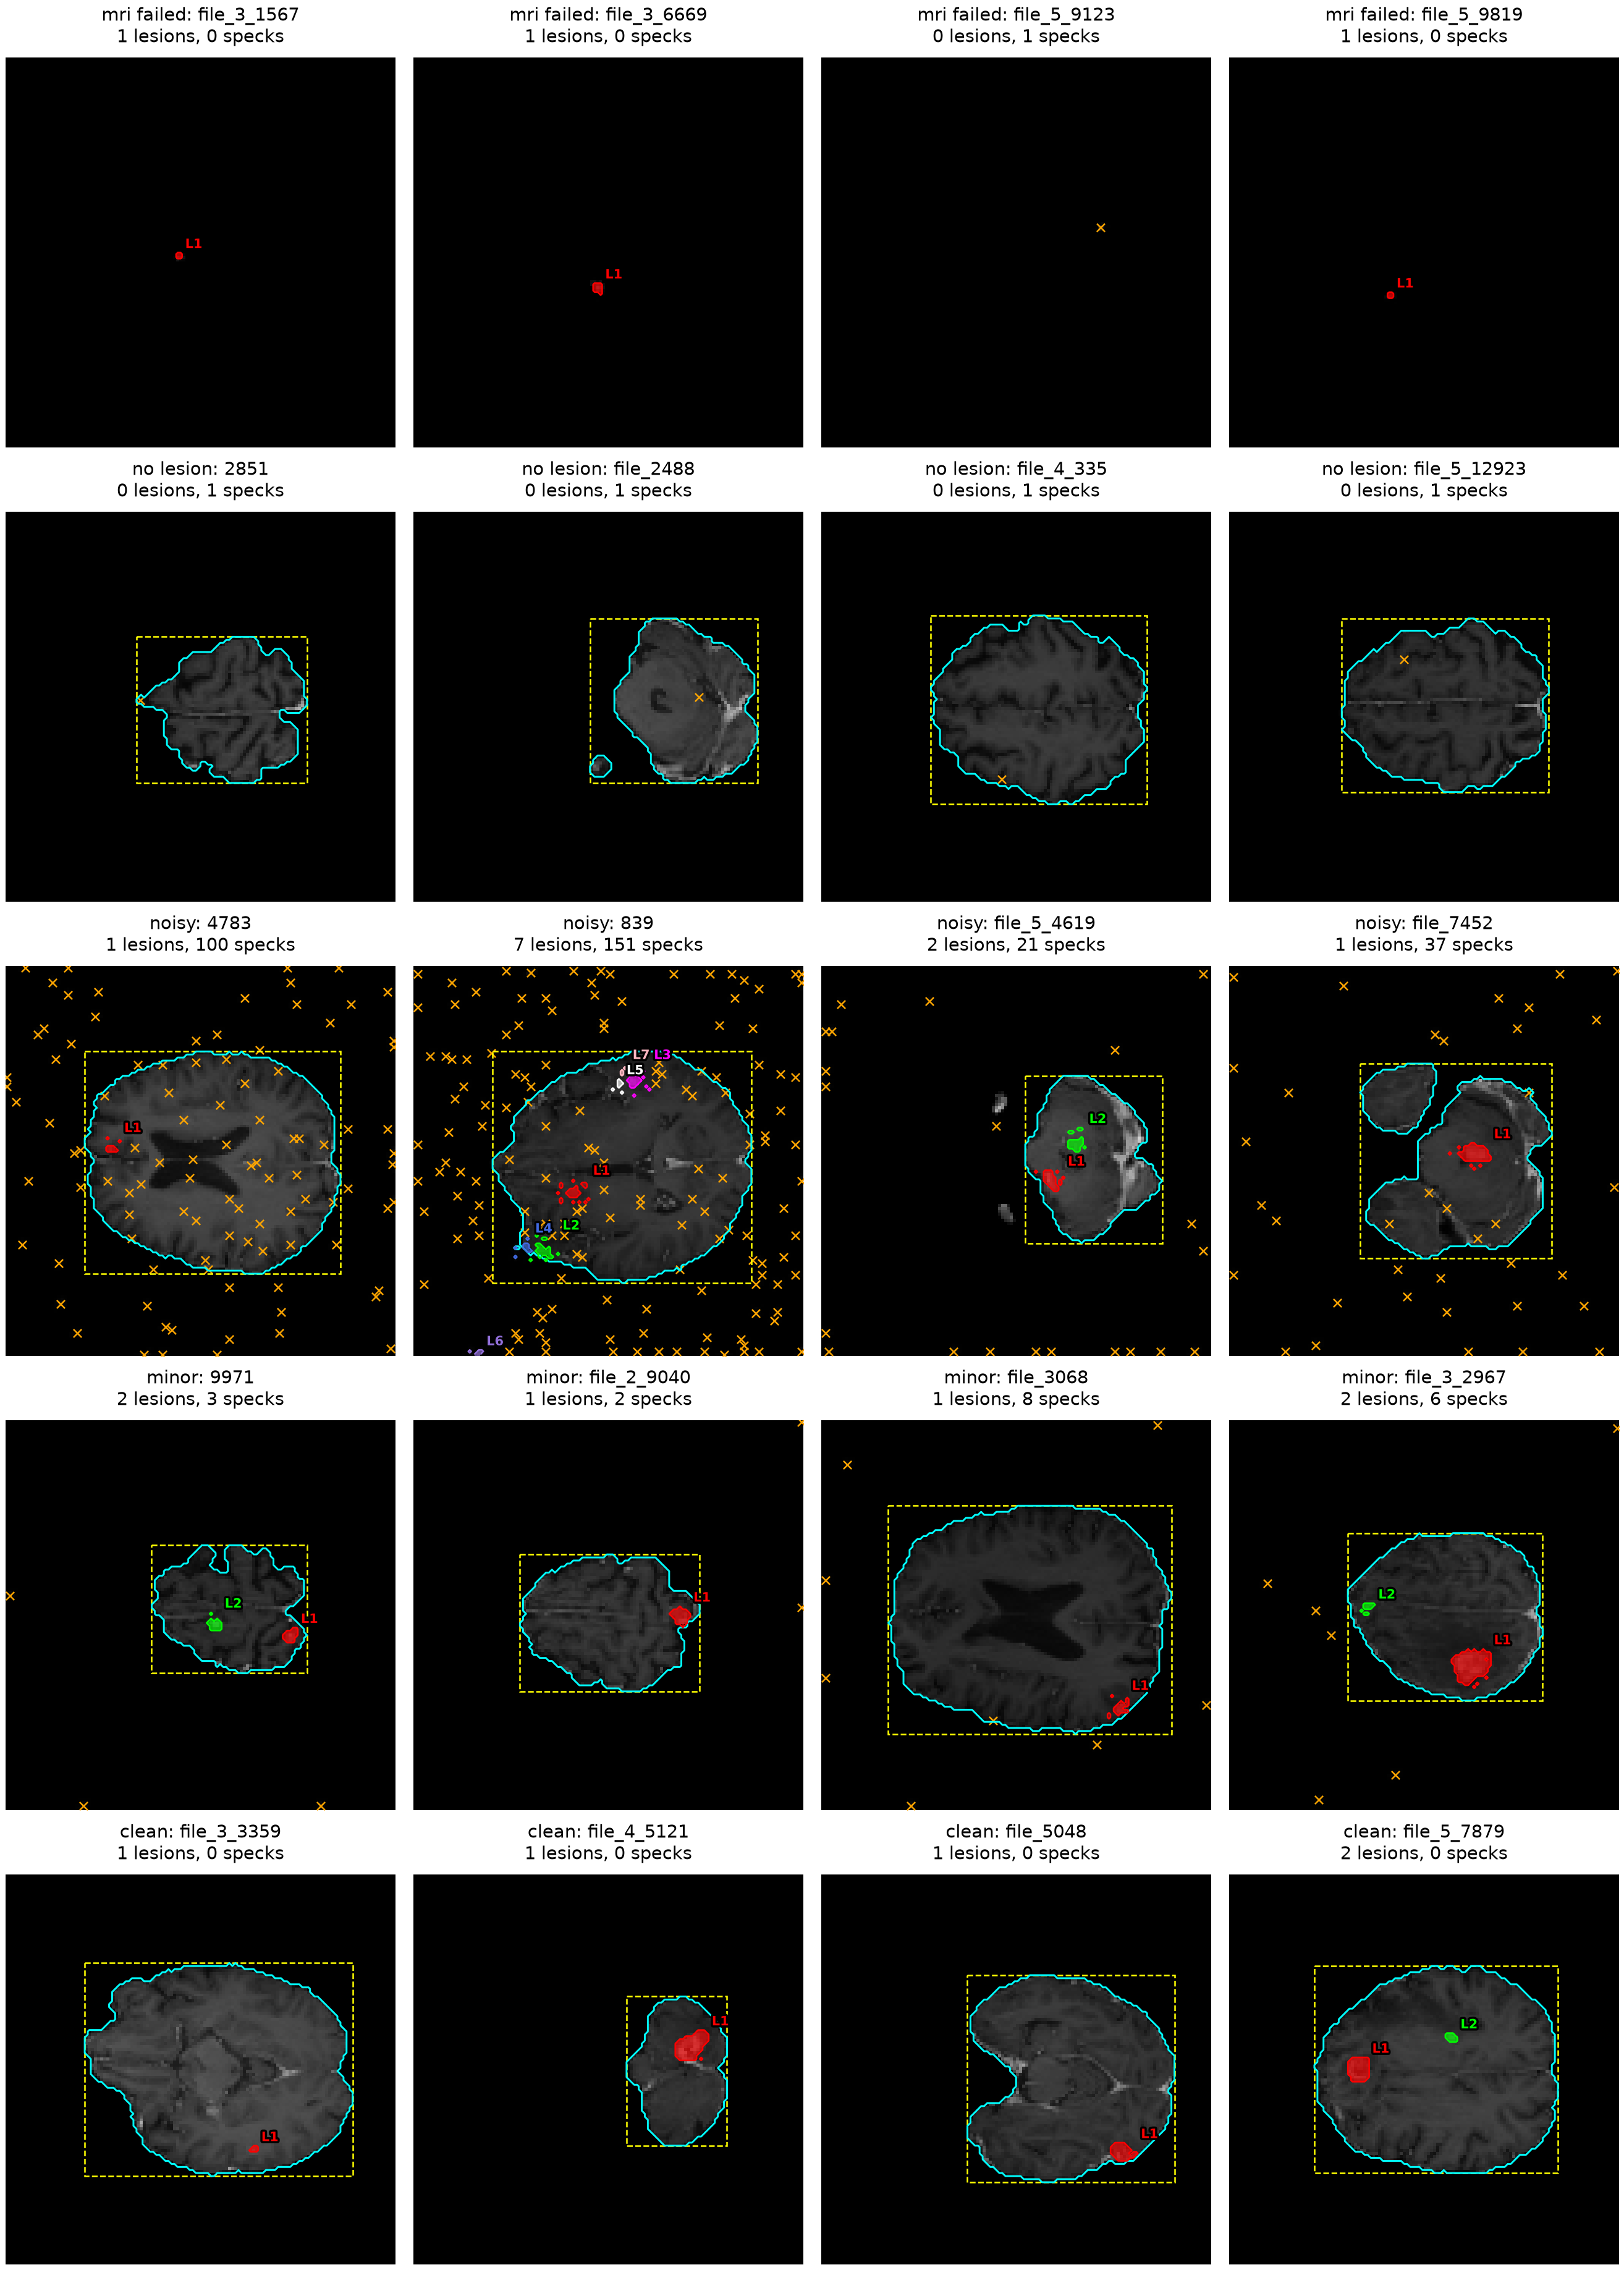 mri failed: file_3_1567
1 lesions, 0 specks
mri failed: file_3_6669
1 lesions, 0 specks
mri failed: file_5_9123
0 lesions, 1 specks
mri failed: file_5_9819
1 lesions, 0 specks
L1
L1
L1
no lesion: 2851
0 lesions, 1 specks
no lesion: file_2488
0 lesions, 1 specks
no lesion: file_4_335
0 lesions, 1 specks
no lesion: file_5_12923
0 lesions, 1 specks
noisy: 4783
1 lesions, 100 specks
noisy: 839
7 lesions, 151 specks
noisy: file_5_4619
2 lesions, 21 specks
noisy: file_7452
1 lesions, 37 specks
L1
L7
L3
L5
L1
L4
L2
L6
L2
L1
L1
minor: 9971
2 lesions, 3 specks
minor: file_2_9040
1 lesions, 2 specks
minor: file_3068
1 lesions, 8 specks
minor: file_3_2967
2 lesions, 6 specks
L2
L1
L1
L1
L2
L1
clean: file_3_3359
1 lesions, 0 specks
clean: file_4_5121
1 lesions, 0 specks
clean: file_5048
1 lesions, 0 specks
clean: file_5_7879
2 lesions, 0 specks
L1
L1
L1
L2
L1